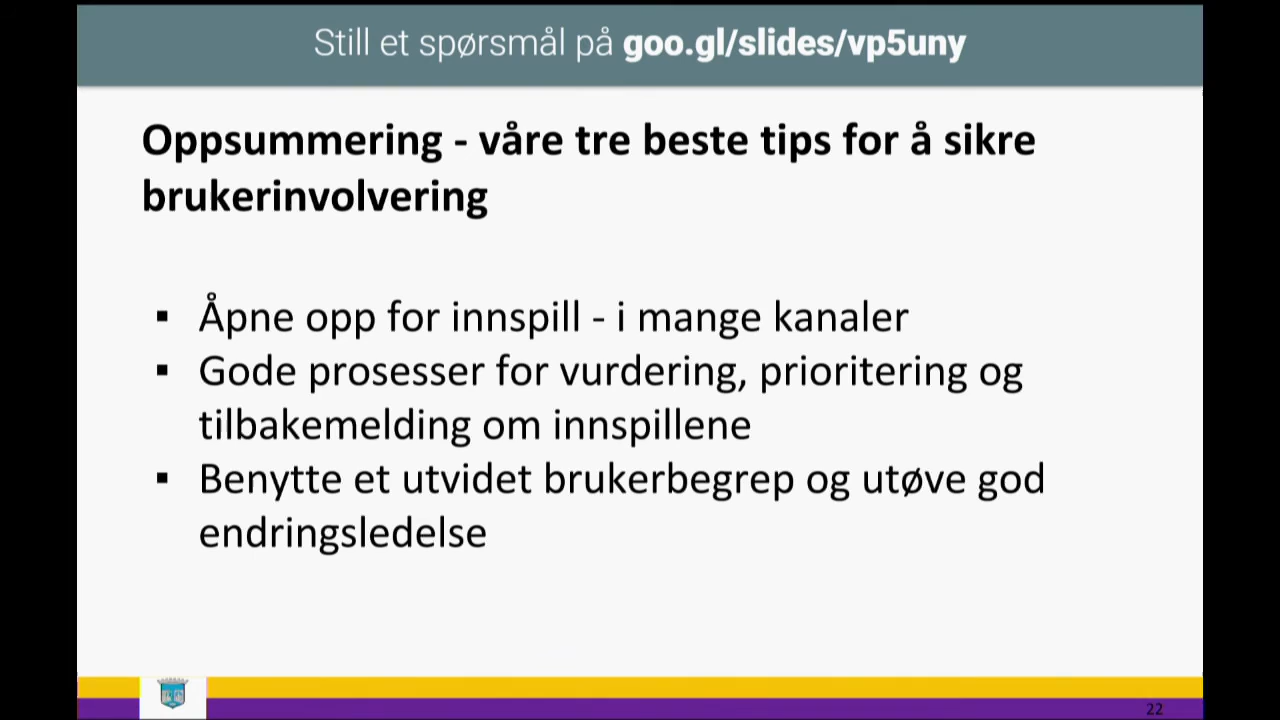 Still et spørsmål på goo.gl/slides/vp5uny
Oppsummering - våre tre beste tips for å sikre
brukerinvolvering
▪ Åpne opp for innspill - i mange kanaler
▪ Gode prosesser for vurdering, prioritering og
tilbakemelding om innspillene
▪ Benytte et utvidet brukerbegrep og utøve god
endringsledelse
22